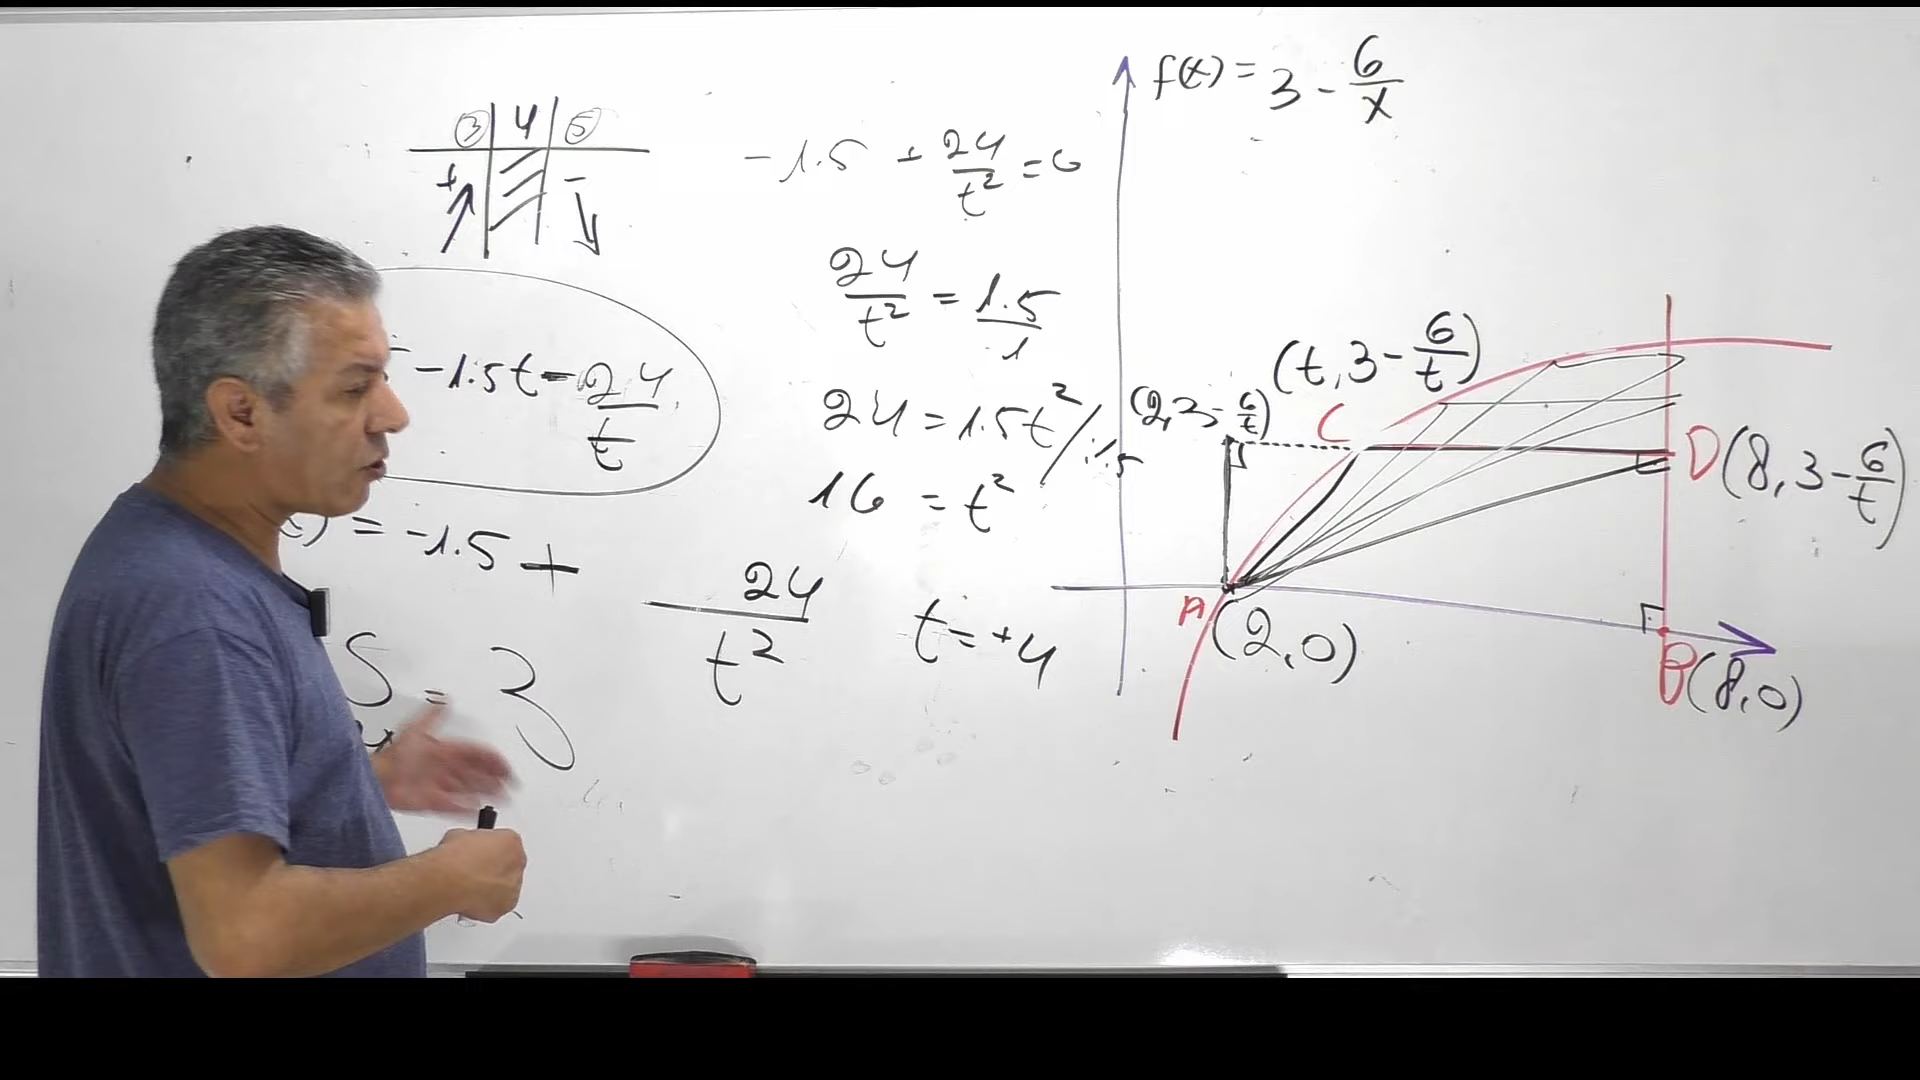 f(x) = 3 - 6/x
3 | 4 | 5
+ -
-1.5 + 24/t² = 0
24/t² = 1.5/1
-1.5t - 24/t
24 = 1.5t² /:1.5
16 = t²
= -1.5 + 24/t²
t = +4
S = 3
(2, 3 - 6/t)
(t, 3 - 6/t)
C
D (8, 3 - 6/t)
A (2,0)
B (8,0)